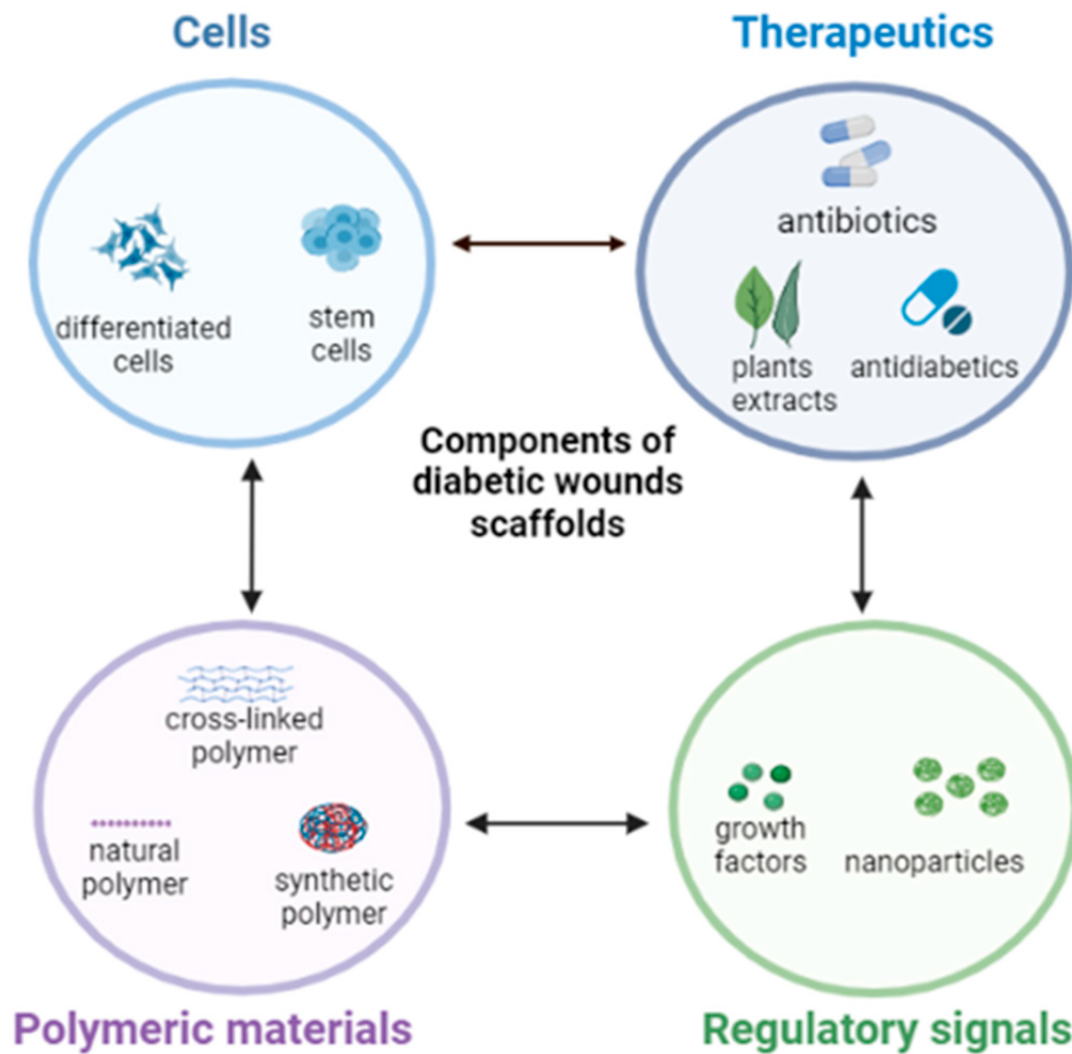 Cells
Therapeutics
differentiated
cells
stem
cells
antibiotics
plants
extracts
antidiabetics
Components of
diabetic wounds
scaffolds
cross-linked
polymer
natural
polymer
synthetic
polymer
growth
factors
nanoparticles
Polymeric materials
Regulatory signals